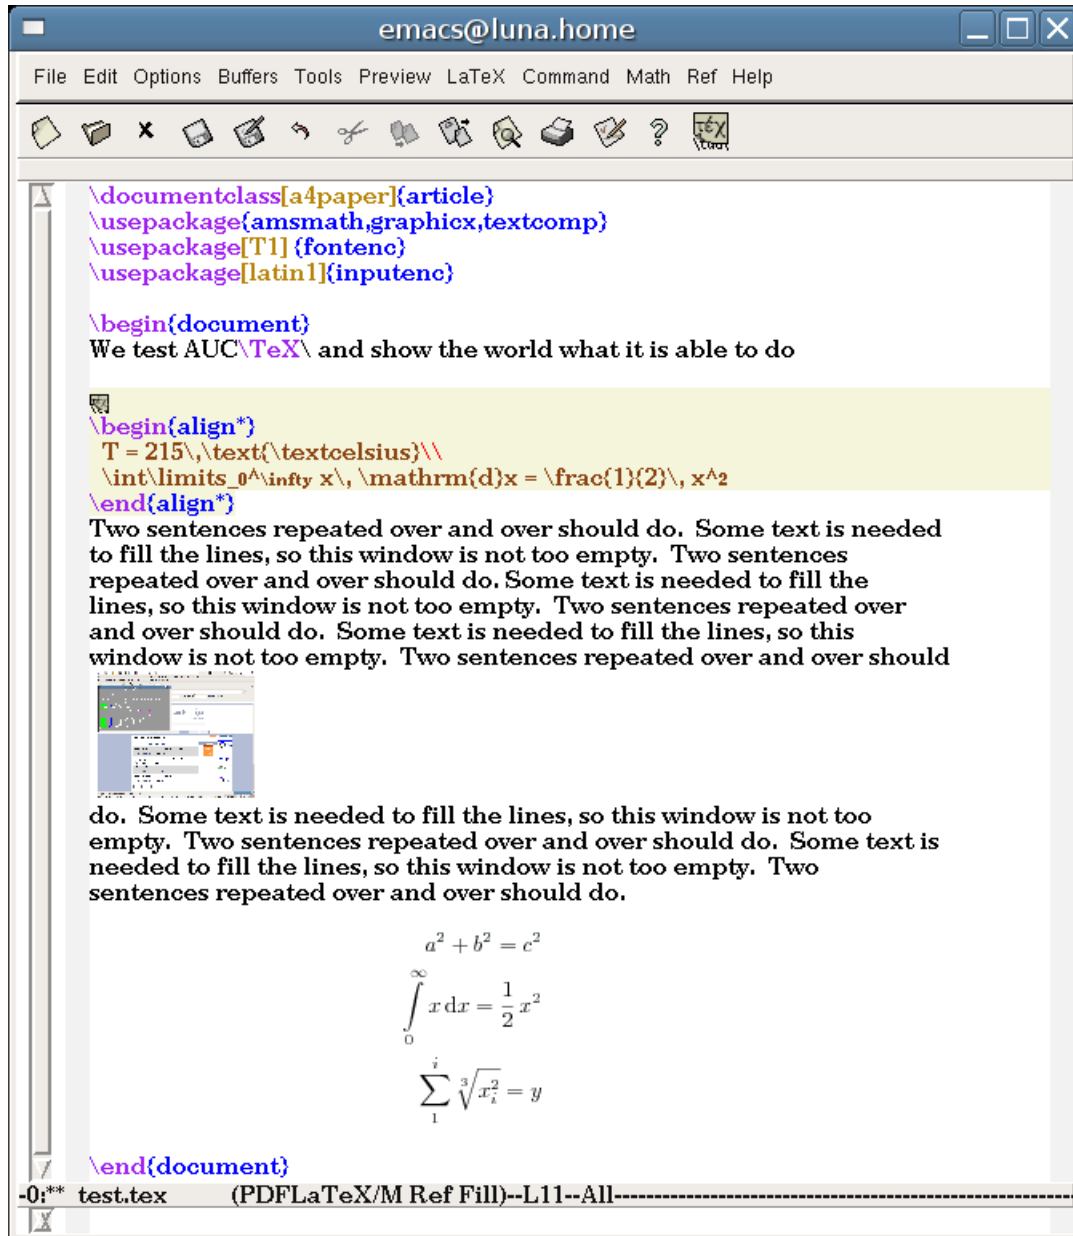 emacs@luna.home
File Edit Options Buffers Tools Preview LaTeX Command Math Ref Help
\documentclass[a4paper]{article}
\usepackage{amsmath,graphicx,textcomp}
\usepackage[T1]{fontenc}
\usepackage[latin1]{inputenc}
\begin{document}
We test AUC\TeX\ and show the world what it is able to do
\begin{align*}
T = 215\,\text{\textcelsius}\\
\int\limits_0^\infty x\, \mathrm{d}x = \frac{1}{2}\, x^2
\end{align*}
Two sentences repeated over and over should do. Some text is needed
to fill the lines, so this window is not too empty. Two sentences
repeated over and over should do. Some text is needed to fill the
lines, so this window is not too empty. Two sentences repeated over
and over should do. Some text is needed to fill the lines, so this
window is not too empty. Two sentences repeated over and over should
do. Some text is needed to fill the lines, so this window is not too
empty. Two sentences repeated over and over should do. Some text is
needed to fill the lines, so this window is not too empty. Two
sentences repeated over and over should do.
a² + b² = c²
∫₀^∞ x dx = 1/2 x²
∑₁^i ∛(x_i²) = y
\end{document}
-0:** test.tex (PDFLaTeX/M Ref Fill)--L11--All----------------------------------------------------------